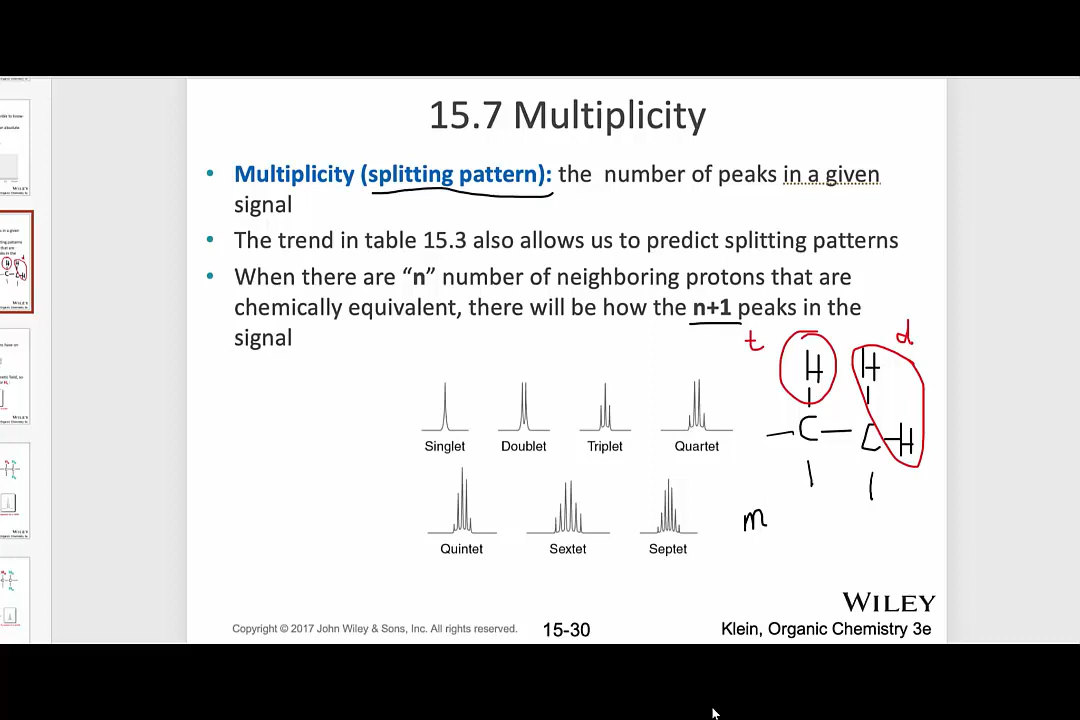 15.7 Multiplicity
• Multiplicity (splitting pattern): the number of peaks in a given
signal
• The trend in table 15.3 also allows us to predict splitting patterns
• When there are “n” number of neighboring protons that are
chemically equivalent, there will be how the n+1 peaks in the
signal
t
d
H H
C C H
Singlet Doublet Triplet Quartet
m
Quintet Sextet Septet
WILEY
Copyright © 2017 John Wiley & Sons, Inc. All rights reserved. 15-30 Klein, Organic Chemistry 3e